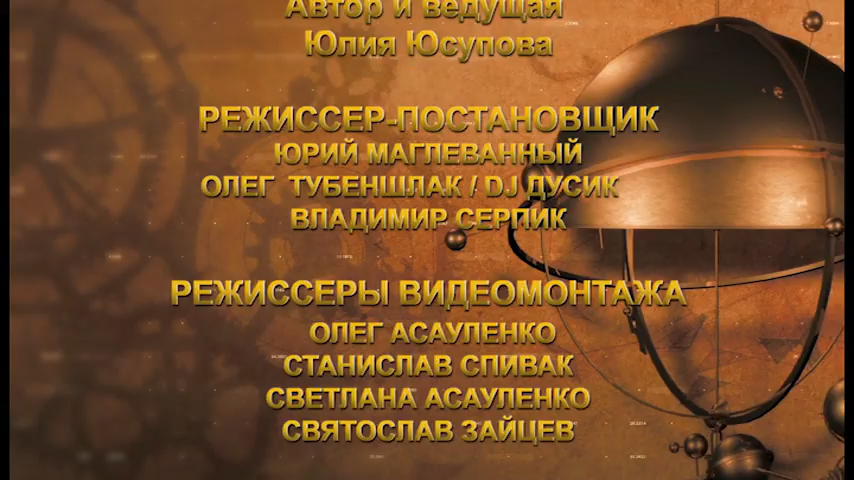 Автор и ведущая
Юлия Юсупова
РЕЖИССЕР-ПОСТАНОВЩИК
ЮРИЙ МАГЛЕВАННЫЙ
ОЛЕГ ТУБЕНШЛАК / DJ ДУСИК
ВЛАДИМИР СЕРПИК
РЕЖИССЕРЫ ВИДЕОМОНТАЖА
ОЛЕГ АСАУЛЕНКО
СТАНИСЛАВ СПИВАК
СВЕТЛАНА АСАУЛЕНКО
СВЯТОСЛАВ ЗАЙЦЕВ